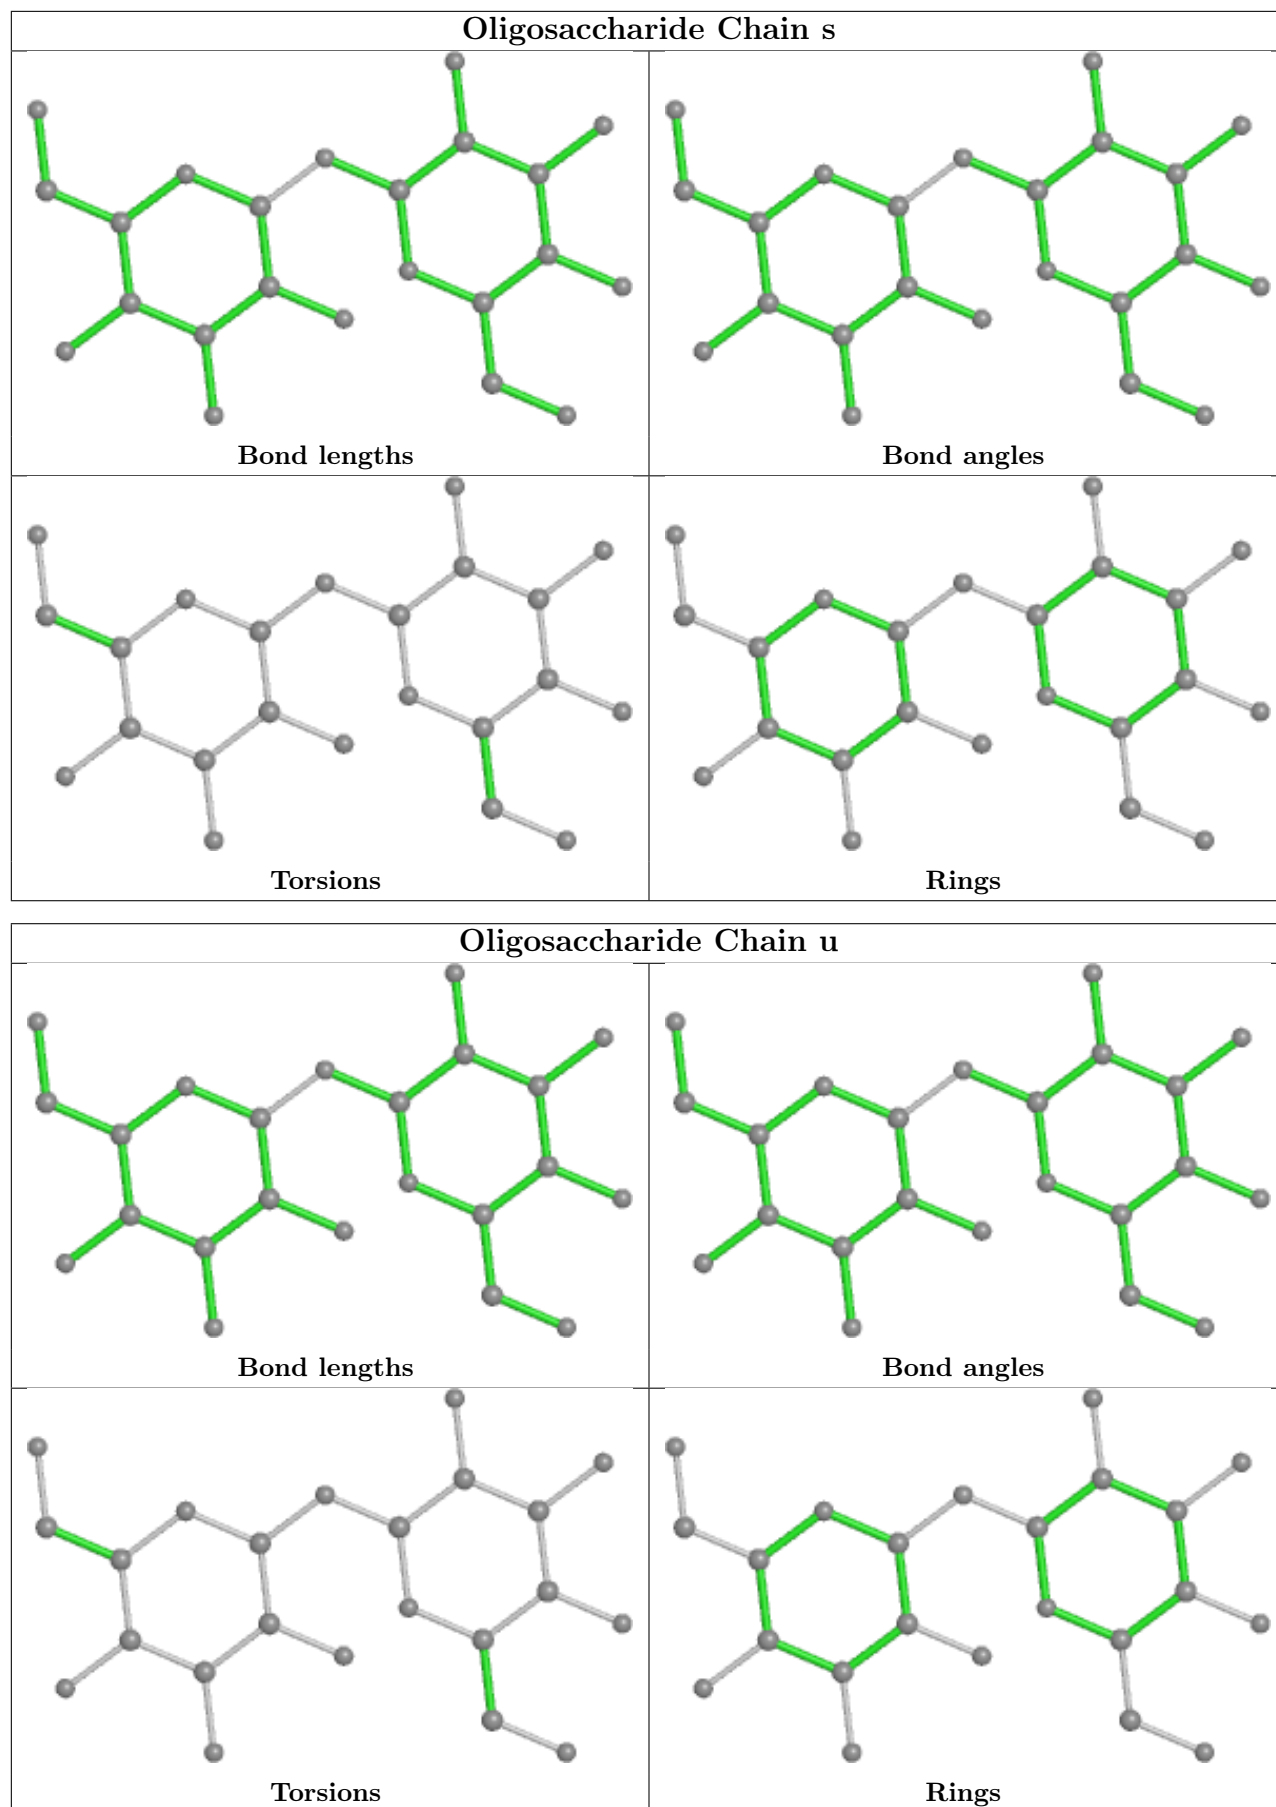 Oligosaccharide Chain s
Bond lengths
Bond angles
Torsions
Rings
Oligosaccharide Chain u
Bond lengths
Bond angles
Torsions
Rings